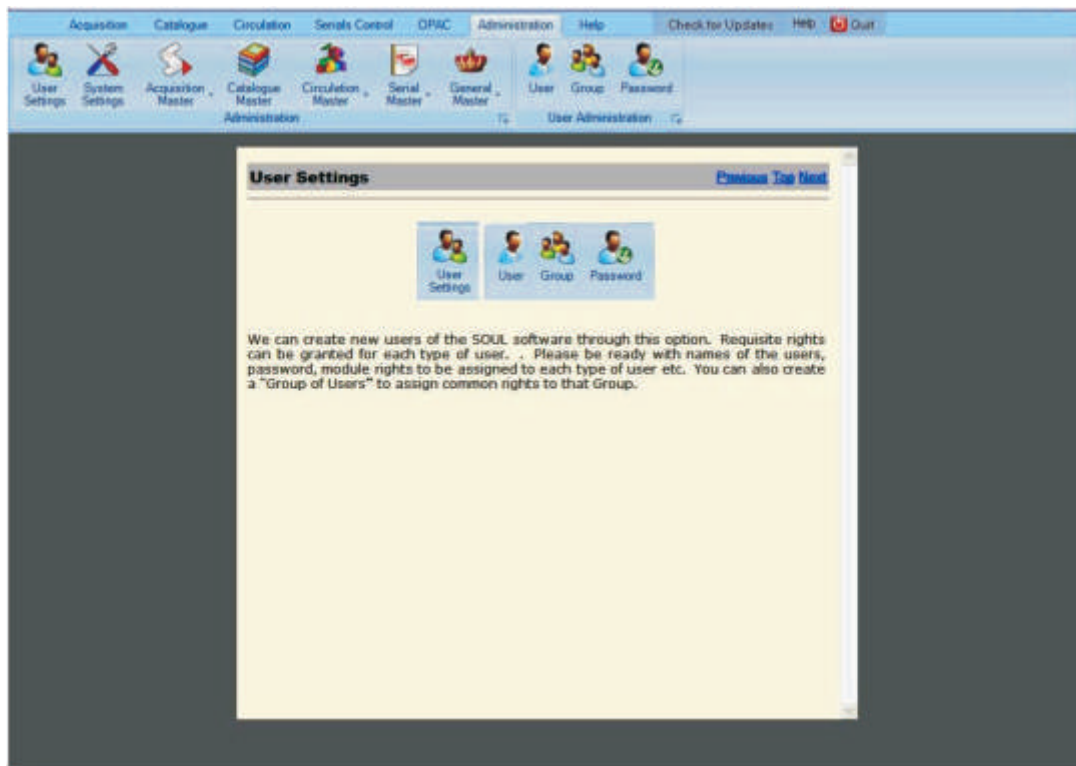 Acquisition Catalogue Circulation Serials Control OPAC Administration Help Check for Updates Help Quit
User Settings System Settings Acquisition Master Catalogue Master Circulation Master Serial Master General Master User Group Password
Administration User Administration
User Settings Previous Top Next
User Settings User Group Password
We can create new users of the SOUL software through this option. Requisite rights
can be granted for each type of user. . Please be ready with names of the users,
password, module rights to be assigned to each type of user etc. You can also create
a "Group of Users" to assign common rights to that Group.